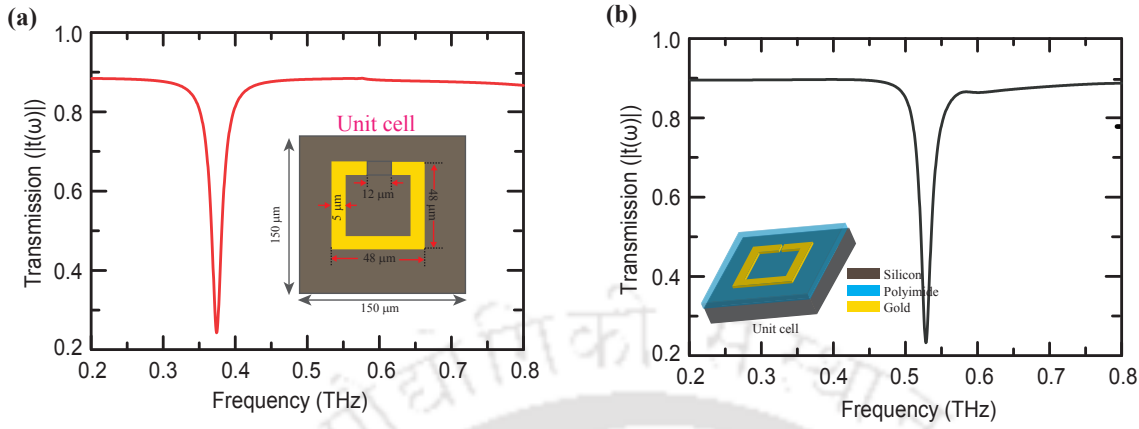 (a)
1.0
0.8
0.6
0.4
0.2
0.2 0.3 0.4 0.5 0.6 0.7 0.8
Transmission (|t(ω)|)
Frequency (THz)
Unit cell
150 μm
5 μm
12 μm
48 μm
48 μm
150 μm
(b)
1.0
0.8
0.6
0.4
0.2
0.2 0.3 0.4 0.5 0.6 0.7 0.8
Transmission (|t(ω)|)
Frequency (THz)
Silicon
Polyimide
Gold
Unit cell